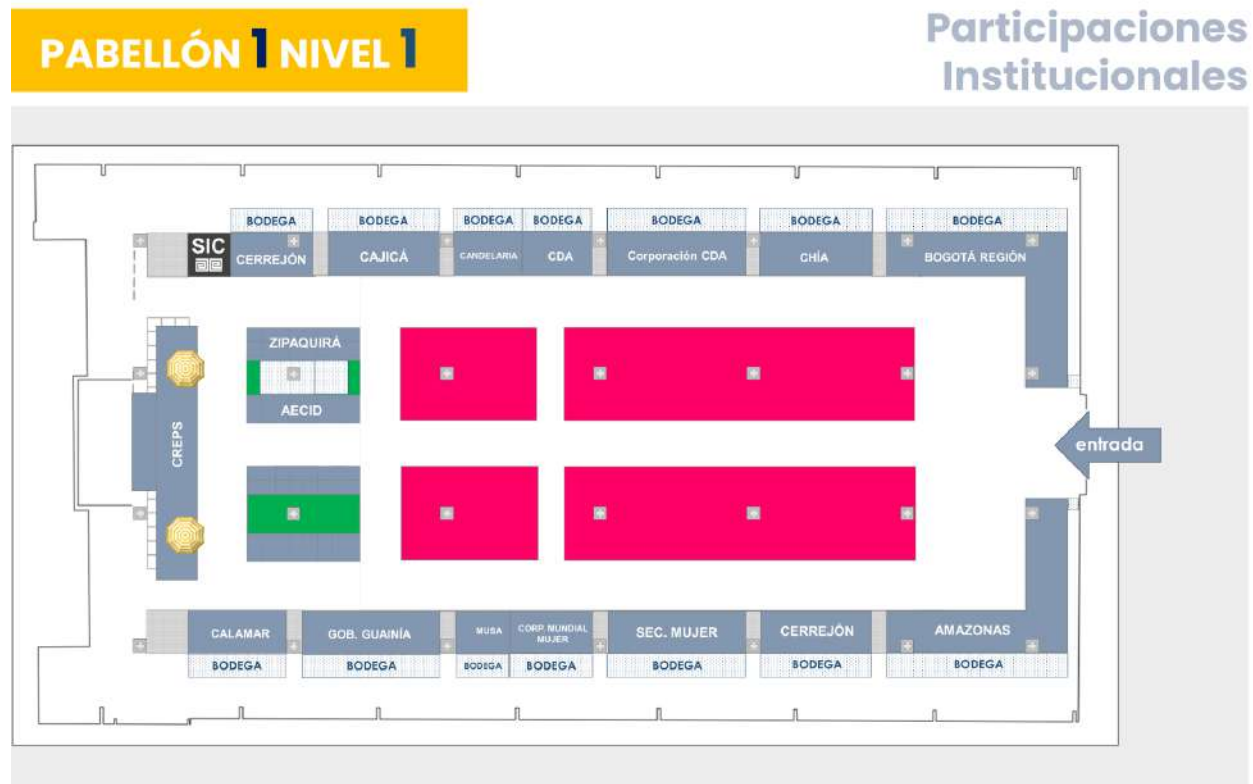 PABELLÓN 1 NIVEL 1
Participaciones
Institucionales
BODEGA
BODEGA
BODEGA
BODEGA
BODEGA
BODEGA
BODEGA
SIC
CERREJÓN
CAJICÁ
CANDELARIA
CDA
Corporación CDA
CHÍA
BOGOTÁ REGIÓN
ZIPAQUIRÁ
AECID
CREPS
entrada
CALAMAR
GOB. GUAINÍA
MUSA
CORP. MUNDIAL
MUJER
SEC. MUJER
CERREJÓN
AMAZONAS
BODEGA
BODEGA
BODEGA
BODEGA
BODEGA
BODEGA
BODEGA